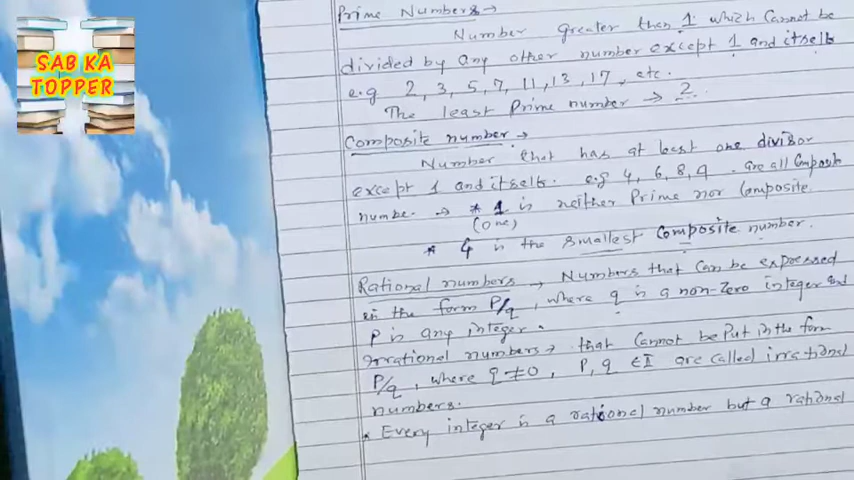 SAB KA
TOPPER
Prime Numbers →
Number greater then 1 which Cannot be
divided by any other number except 1 and itself
e.g 2, 3, 5, 7, 11, 13, 17, etc.
The least Prime number → 2.
Composite number →
Number that has at least one divisor
except 1 and itself. e.g 4, 6, 8, 9. are all Composite
numbe. → * 1 is neither Prime nor Composite.
(one)
* 4 is the smallest Composite number.
Rational numbers → Numbers that can be expressed
in the form P/q, where q is a non-zero integer and
P is any integer.
Irrational numbers → that cannot be Put in the form
P/q, where q ≠ 0, P, q ∈ I are called irrational
numbers.
* Every integer is a rational number but a rational